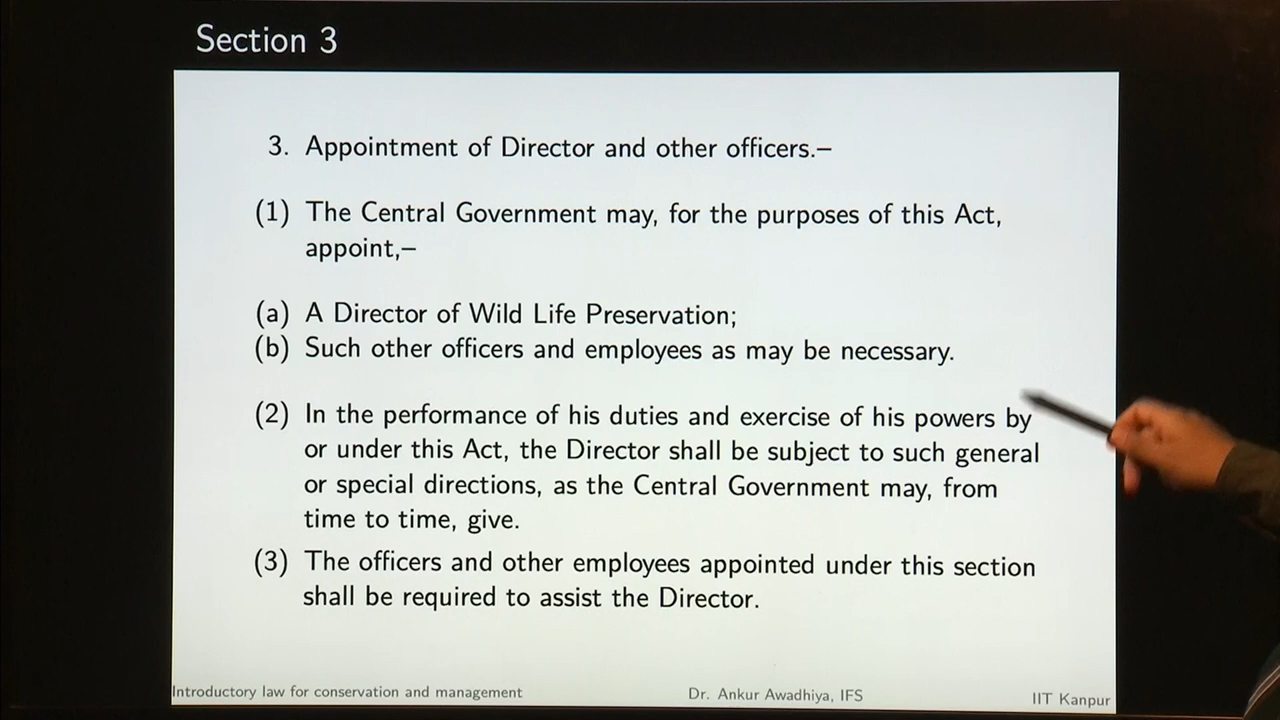 Section 3
3. Appointment of Director and other officers.–
(1) The Central Government may, for the purposes of this Act,
appoint,–
(a) A Director of Wild Life Preservation;
(b) Such other officers and employees as may be necessary.
(2) In the performance of his duties and exercise of his powers by
or under this Act, the Director shall be subject to such general
or special directions, as the Central Government may, from
time to time, give.
(3) The officers and other employees appointed under this section
shall be required to assist the Director.
Introductory law for conservation and management Dr. Ankur Awadhiya, IFS IIT Kanpur